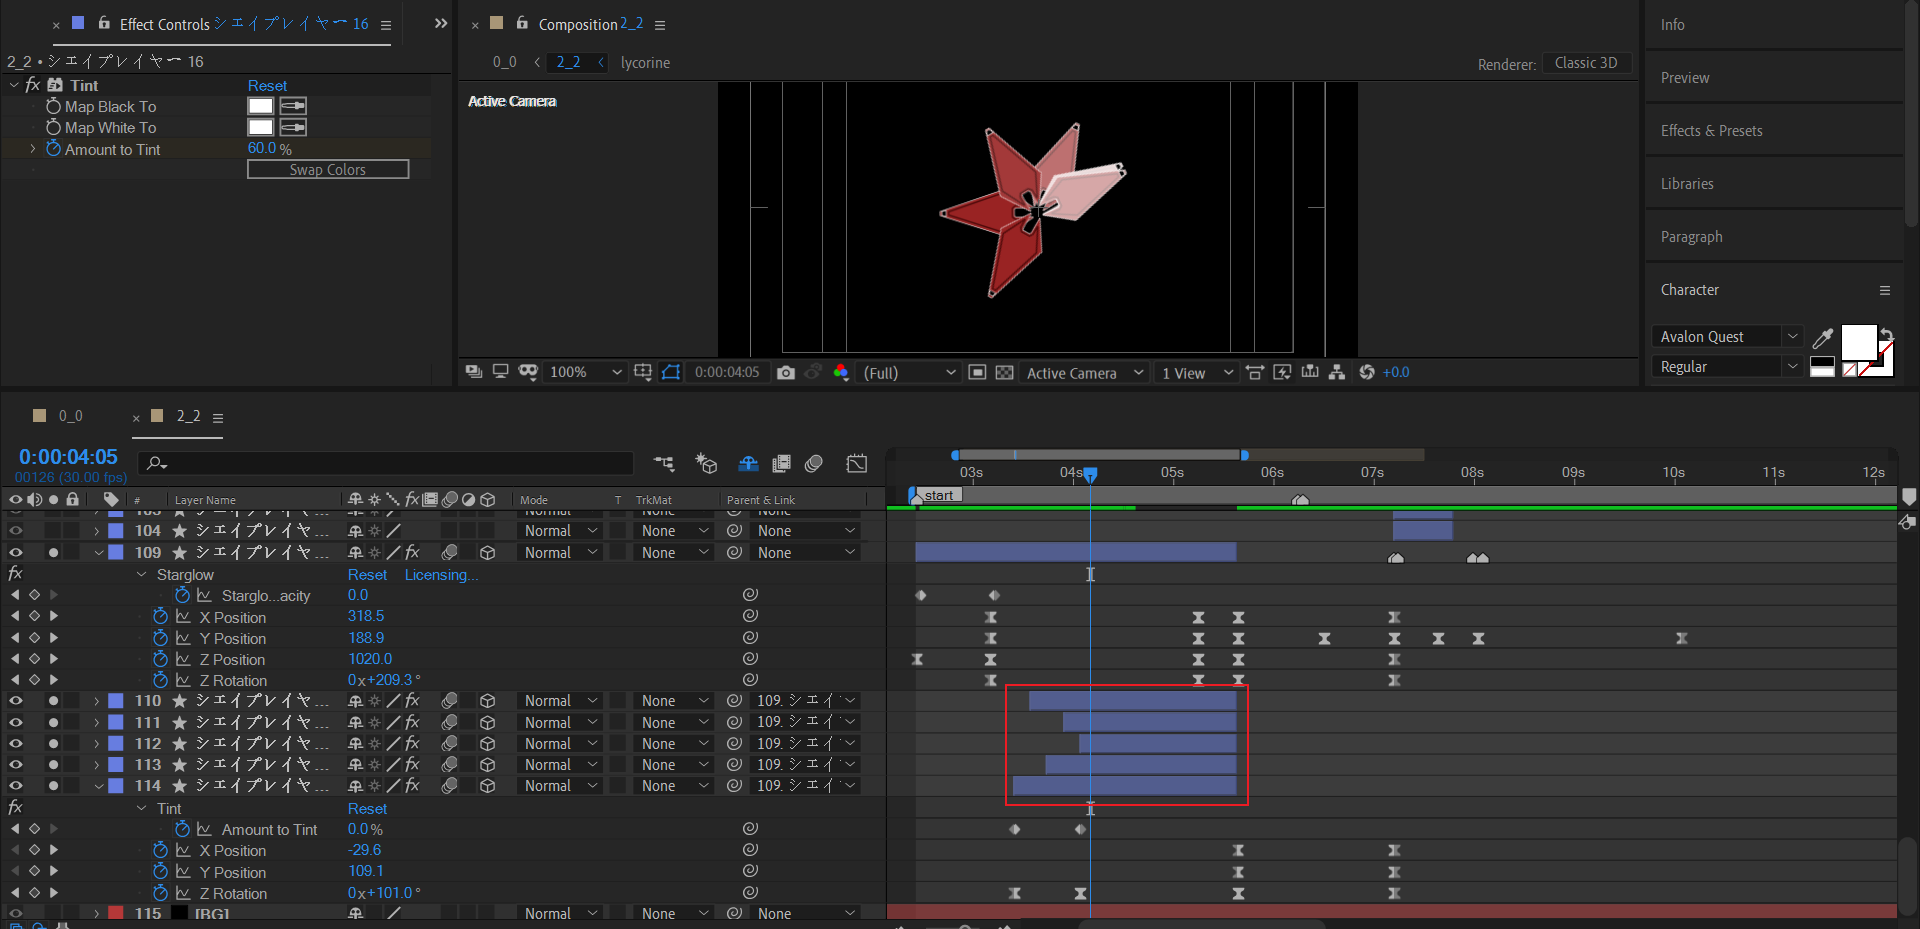 Effect Controls シェイプレイヤー 16
2_2 • シェイプレイヤー 16
fx Tint Reset
Map Black To
Map White To
Amount to Tint 60.0 %
Swap Colors
Composition 2_2
0_0 < 2_2 < lycorine
Renderer: Classic 3D
Active Camera
100% 0:00:04:05 (Full) Active Camera 1 View +0.0
Info
Preview
Effects & Presets
Libraries
Paragraph
Character
Avalon Quest
Regular
0_0 2_2
0:00:04:05
00126 (30.00 fps)
03s 04s 05s 06s 07s 08s 09s 10s 11s 12s
# Layer Name fx Mode T TrkMat Parent & Link
start
104 シェイプレイヤ... Normal None None
109 シェイプレイヤ... fx Normal None None
fx Starglow Reset Licensing...
Starglo...acity 0.0
X Position 318.5
Y Position 188.9
Z Position 1020.0
Z Rotation 0x+209.3°
110 シェイプレイヤ... fx Normal None 109. シェイ
111 シェイプレイヤ... fx Normal None 109. シェイ
112 シェイプレイヤ... fx Normal None 109. シェイ
113 シェイプレイヤ... fx Normal None 109. シェイ
114 シェイプレイヤ... fx Normal None 109. シェイ
fx Tint Reset
Amount to Tint 0.0%
X Position -29.6
Y Position 109.1
Z Rotation 0x+101.0°
115 [BG] Normal None None